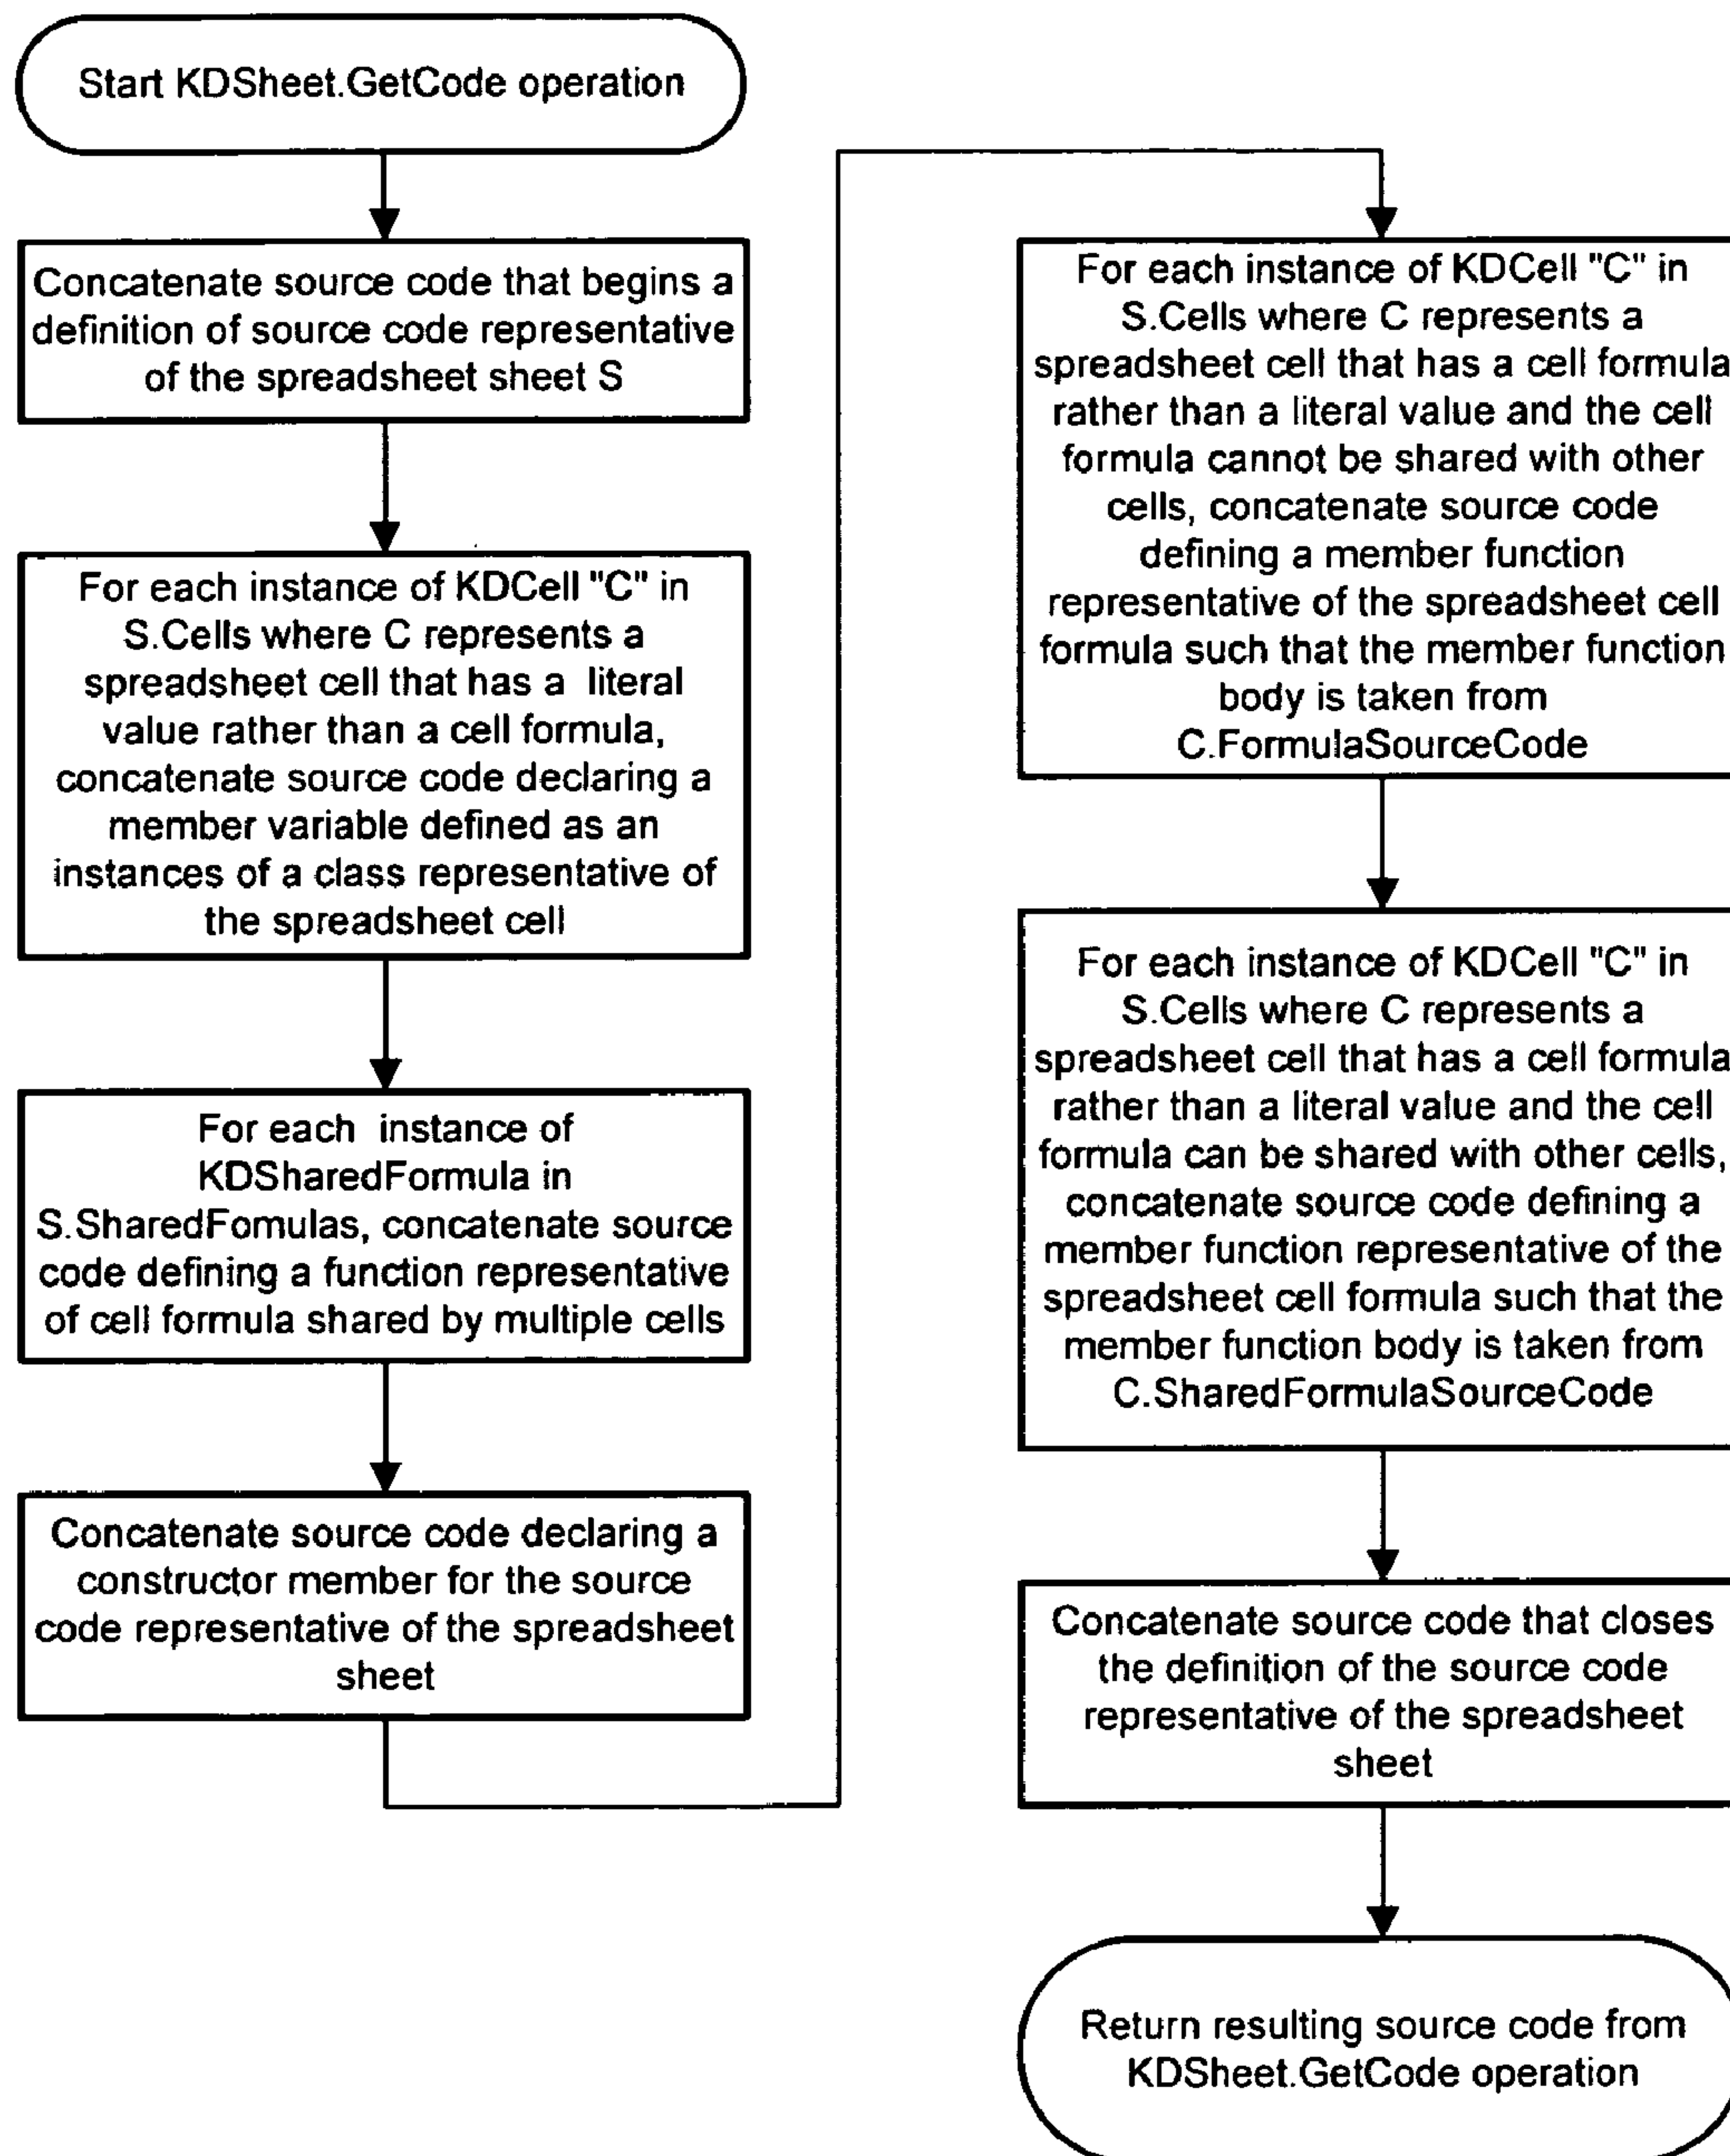 Start KDSheet.GetCode operation
Concatenate source code that begins a
definition of source code representative
of the spreadsheet sheet S
For each instance of KDCell "C" in
S.Cells where C represents a
spreadsheet cell that has a literal
value rather than a cell formula,
concatenate source code declaring a
member variable defined as an
instances of a class representative of
the spreadsheet cell
For each instance of
KDSharedFormula in
S.SharedFomulas, concatenate source
code defining a function representative
of cell formula shared by multiple cells
Concatenate source code declaring a
constructor member for the source
code representative of the spreadsheet
sheet
For each instance of KDCell "C" in
S.Cells where C represents a
spreadsheet cell that has a cell formula
rather than a literal value and the cell
formula cannot be shared with other
cells, concatenate source code
defining a member function
representative of the spreadsheet cell
formula such that the member function
body is taken from
C.FormulaSourceCode
For each instance of KDCell "C" in
S.Cells where C represents a
spreadsheet cell that has a cell formula
rather than a literal value and the cell
formula can be shared with other cells,
concatenate source code defining a
member function representative of the
spreadsheet cell formula such that the
member function body is taken from
C.SharedFormulaSourceCode
Concatenate source code that closes
the definition of the source code
representative of the spreadsheet
sheet
Return resulting source code from
KDSheet.GetCode operation